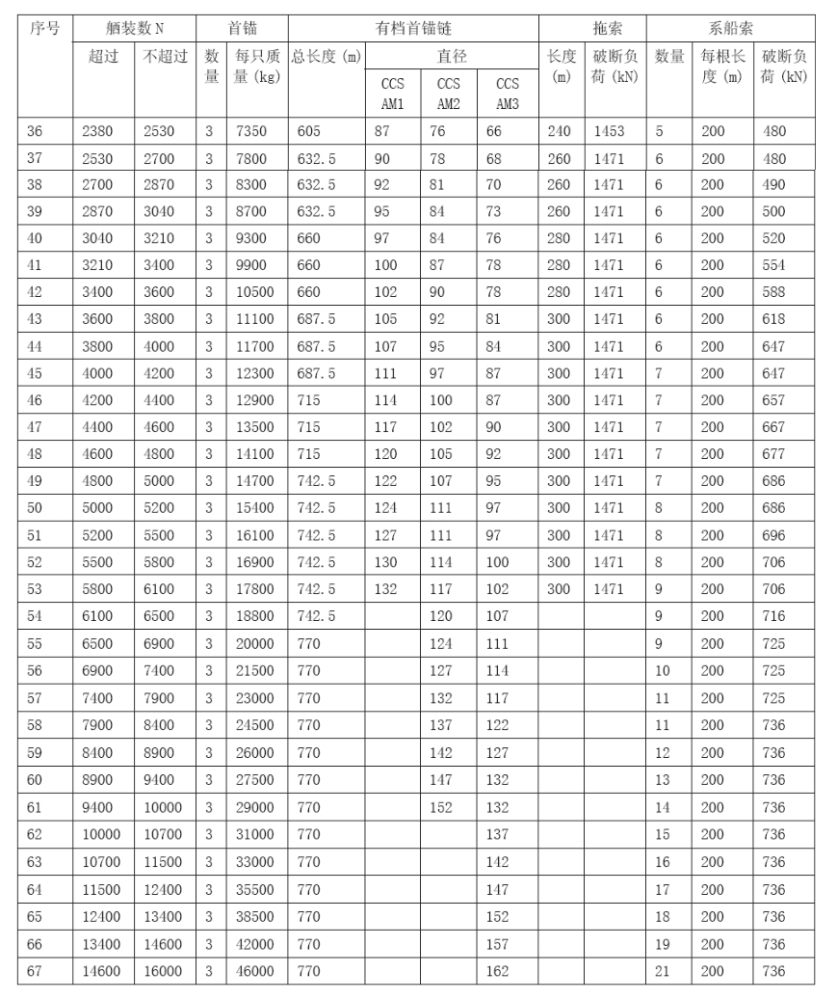 序号 舾装数 N 首锚 有档首锚链 拖索 系船索
超过 不超过 数量 每只质量 (kg) 总长度 (m) 直径 长度 (m) 破断负荷 (kN) 数量 每根长度 (m) 破断负荷 (kN)
CCS AM1 CCS AM2 CCS AM3
36 2380 2530 3 7350 605 87 76 66 240 1453 5 200 480
37 2530 2700 3 7800 632.5 90 78 68 260 1471 6 200 480
38 2700 2870 3 8300 632.5 92 81 70 260 1471 6 200 490
39 2870 3040 3 8700 632.5 95 84 73 260 1471 6 200 500
40 3040 3210 3 9300 660 97 84 76 280 1471 6 200 520
41 3210 3400 3 9900 660 100 87 78 280 1471 6 200 554
42 3400 3600 3 10500 660 102 90 78 280 1471 6 200 588
43 3600 3800 3 11100 687.5 105 92 81 300 1471 6 200 618
44 3800 4000 3 11700 687.5 107 95 84 300 1471 6 200 647
45 4000 4200 3 12300 687.5 111 97 87 300 1471 7 200 647
46 4200 4400 3 12900 715 114 100 87 300 1471 7 200 657
47 4400 4600 3 13500 715 117 102 90 300 1471 7 200 667
48 4600 4800 3 14100 715 120 105 92 300 1471 7 200 677
49 4800 5000 3 14700 742.5 122 107 95 300 1471 7 200 686
50 5000 5200 3 15400 742.5 124 111 97 300 1471 8 200 686
51 5200 5500 3 16100 742.5 127 111 97 300 1471 8 200 696
52 5500 5800 3 16900 742.5 130 114 100 300 1471 8 200 706
53 5800 6100 3 17800 742.5 132 117 102 300 1471 9 200 706
54 6100 6500 3 18800 742.5 120 107 9 200 716
55 6500 6900 3 20000 770 124 111 9 200 725
56 6900 7400 3 21500 770 127 114 10 200 725
57 7400 7900 3 23000 770 132 117 11 200 725
58 7900 8400 3 24500 770 137 122 11 200 736
59 8400 8900 3 26000 770 142 127 12 200 736
60 8900 9400 3 27500 770 147 132 13 200 736
61 9400 10000 3 29000 770 152 132 14 200 736
62 10000 10700 3 31000 770 137 15 200 736
63 10700 11500 3 33000 770 142 16 200 736
64 11500 12400 3 35500 770 147 17 200 736
65 12400 13400 3 38500 770 152 18 200 736
66 13400 14600 3 42000 770 157 19 200 736
67 14600 16000 3 46000 770 162 21 200 736